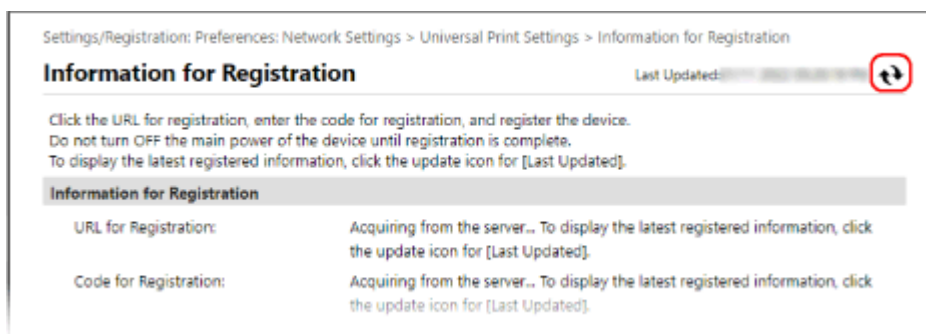 Settings/Registration: Preferences: Network Settings > Universal Print Settings > Information for Registration
Information for Registration
Last Updated:
Click the URL for registration, enter the code for registration, and register the device.
Do not turn OFF the main power of the device until registration is complete.
To display the latest registered information, click the update icon for [Last Updated].
Information for Registration
URL for Registration: Acquiring from the server... To display the latest registered information, click
the update icon for [Last Updated].
Code for Registration: Acquiring from the server... To display the latest registered information, click
the update icon for [Last Updated].